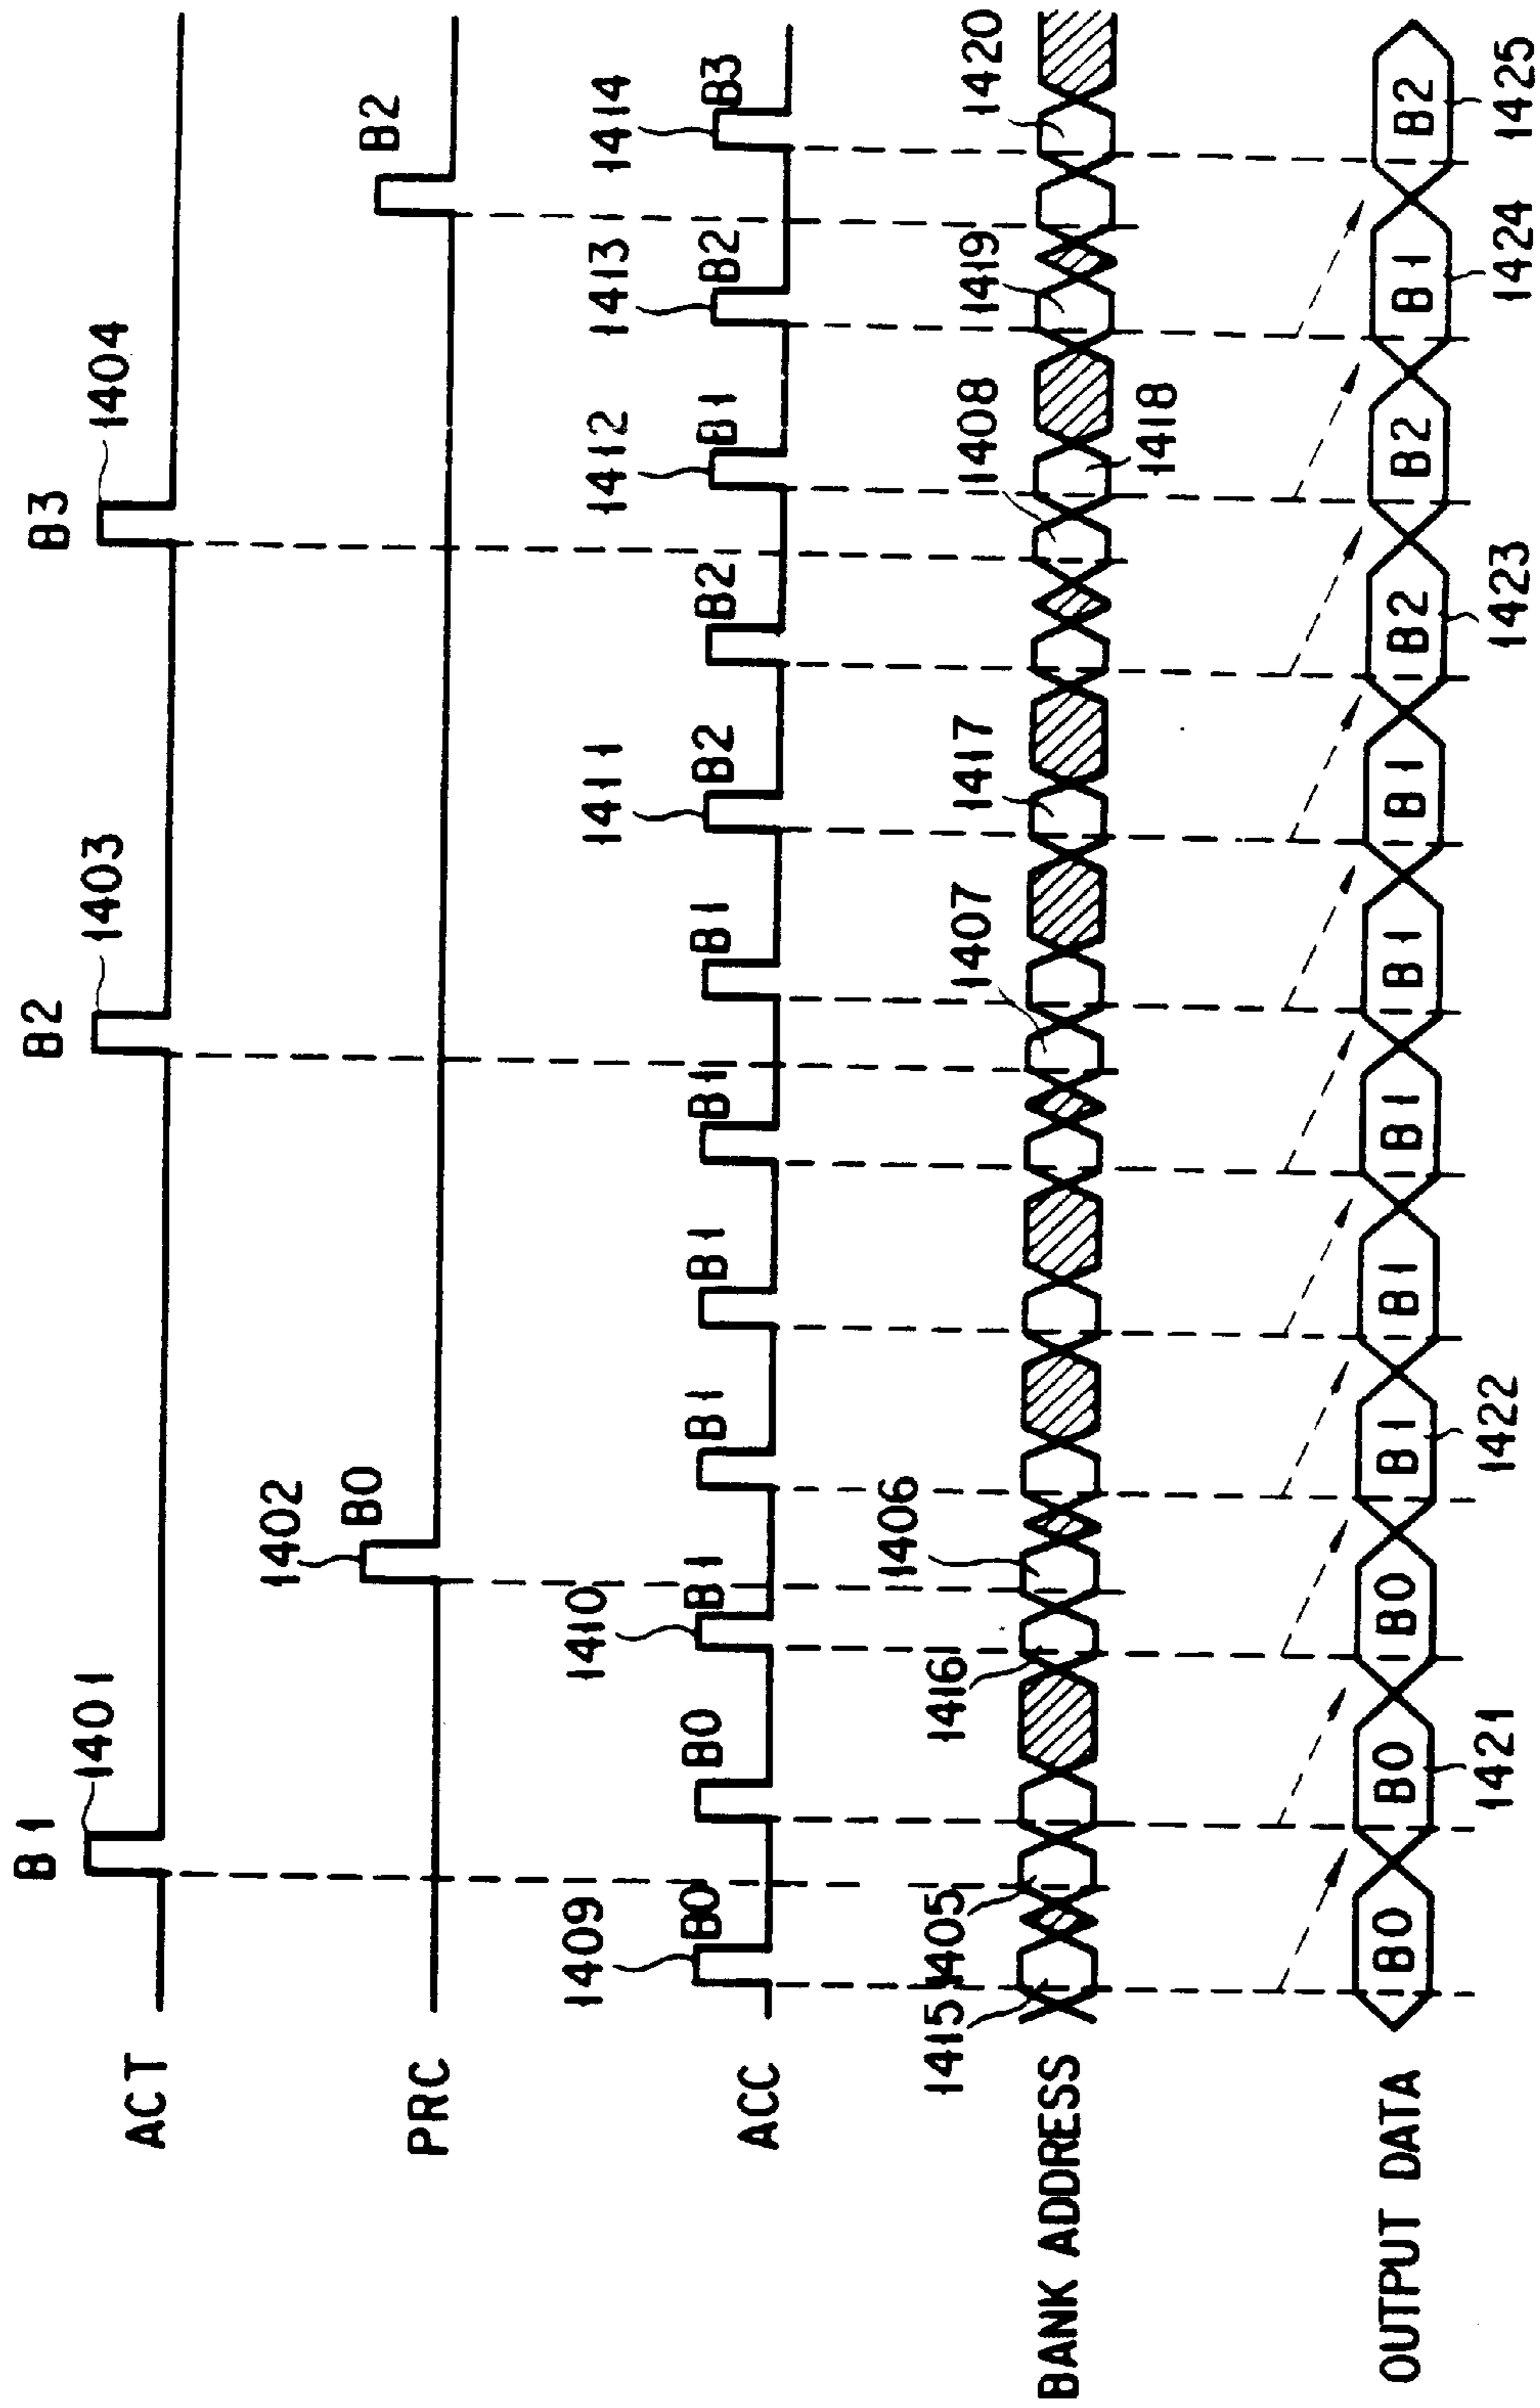 B1 B2 B3
1401 1403 1404
ACT
1402 B0 B2
PRC
1409 1410 1411 1412 1413 1414
B0 B0 B1 B1 B1 B1 B1 B2 B2 B1 B2 B3
ACC
1415 1405 1416 1406 1407 1417 1408 1419 1420
BANK ADDRESS
1418
OUTPUT DATA
B0 B0 B0 B1 B1 B1 B1 B1 B2 B2 B1 B2
1421 1422 1423 1424 1425